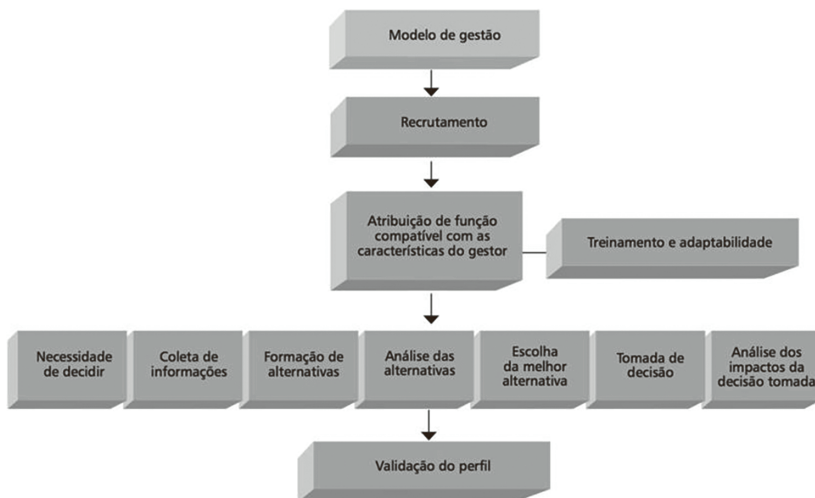 Modelo de gestão
Recrutamento
Atribuição de função
compatível com as
características do gestor
Treinamento e adaptabilidade
Necessidade
de decidir
Coleta de
informações
Formação de
alternativas
Análise das
alternativas
Escolha
da melhor
alternativa
Tomada de
decisão
Análise dos
impactos da
decisão tomada
Validação do perfil